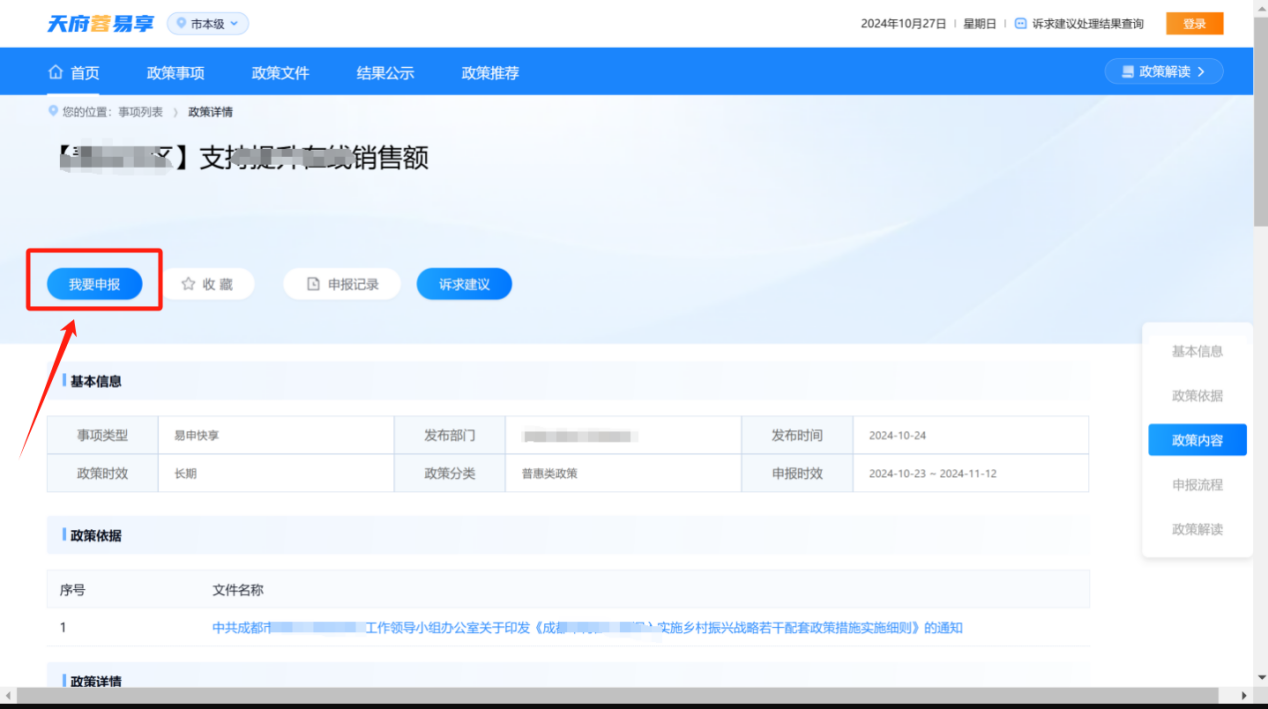 天府蓉易享 市本级 2024年10月27日 星期日 诉求建议处理结果查询 登录
首页 政策事项 政策文件 结果公示 政策推荐 政策解读
您的位置: 事项列表 》 政策详情
【 区】支持提升在线销售额
我要申报 收藏 申报记录 诉求建议
基本信息
政策依据
政策内容
申报流程
政策解读
基本信息
事项类型 易申快享 发布部门 发布时间 2024-10-24
政策时效 长期 政策分类 普惠类政策 申报时效 2024-10-23 ~ 2024-11-12
政策依据
序号 文件名称
1 中共成都市 工作领导小组办公室关于印发《成都 实施乡村振兴战略若干配套政策措施实施细则》的通知
政策详情